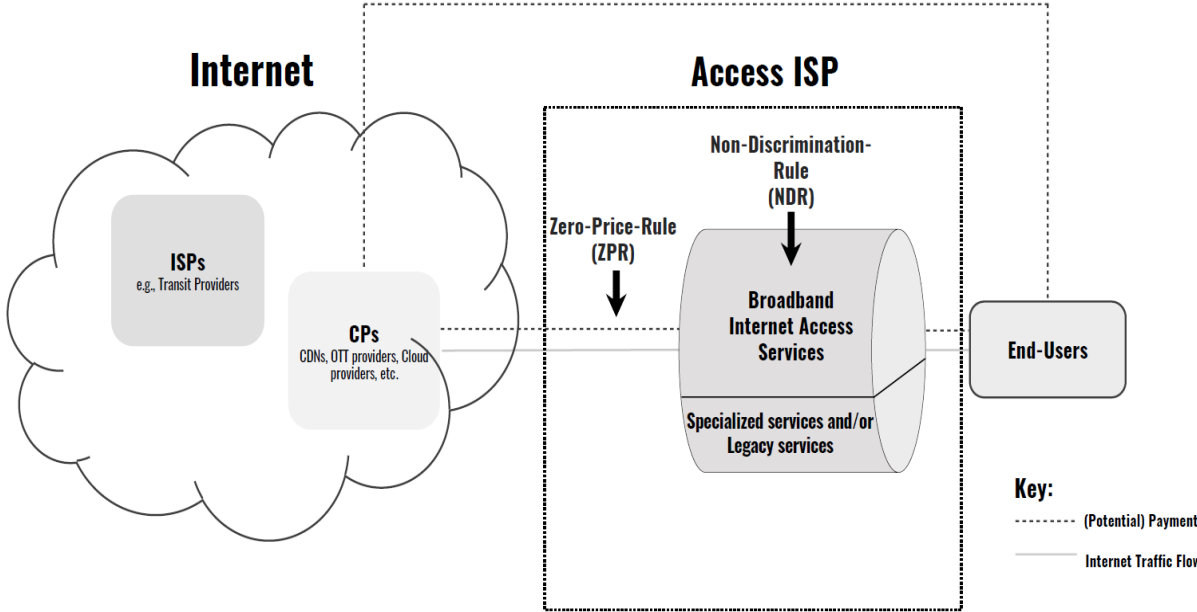 Internet
Access ISP
Non-Discrimination-
Rule
(NDR)
Zero-Price-Rule
(ZPR)
ISPs
e.g., Transit Providers
CPs
CDNs, OTT providers, Cloud
providers, etc.
Broadband
Internet Access
Services
Specialized services and/or
Legacy services
End-Users
Key:
(Potential) Payment
Internet Traffic Flow